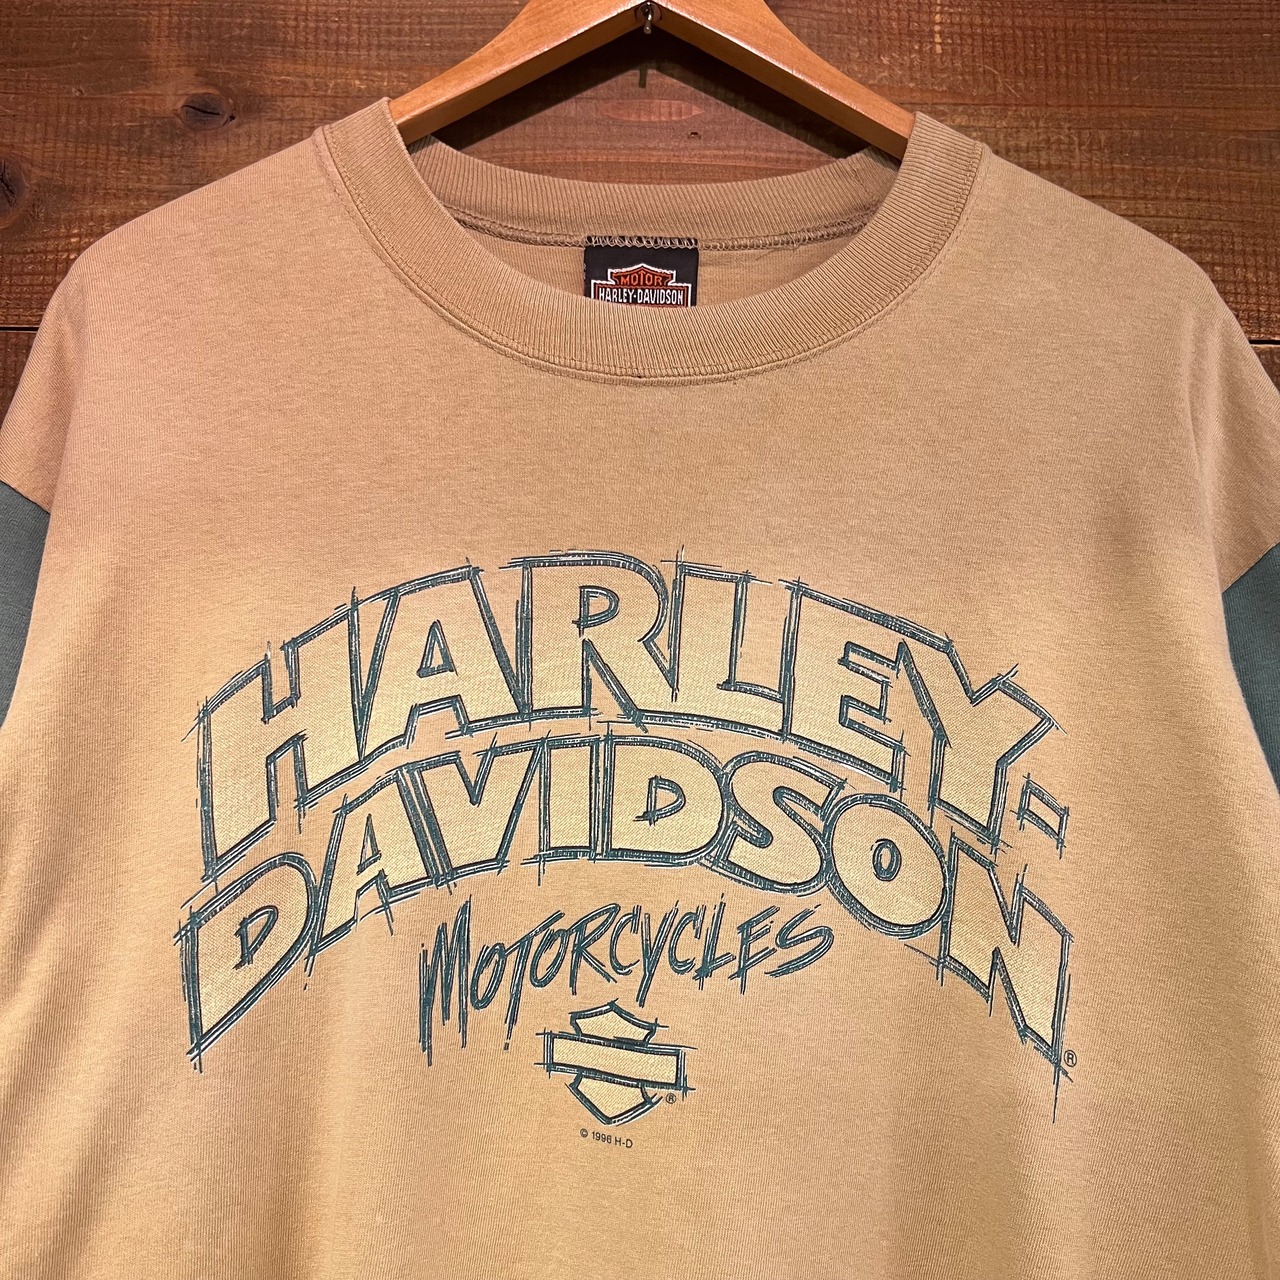 MOTOR
HARLEY-DAVIDSON
HARLEY-
DAVIDSON
MOTORCYCLES
®
®
© 1996 H-D